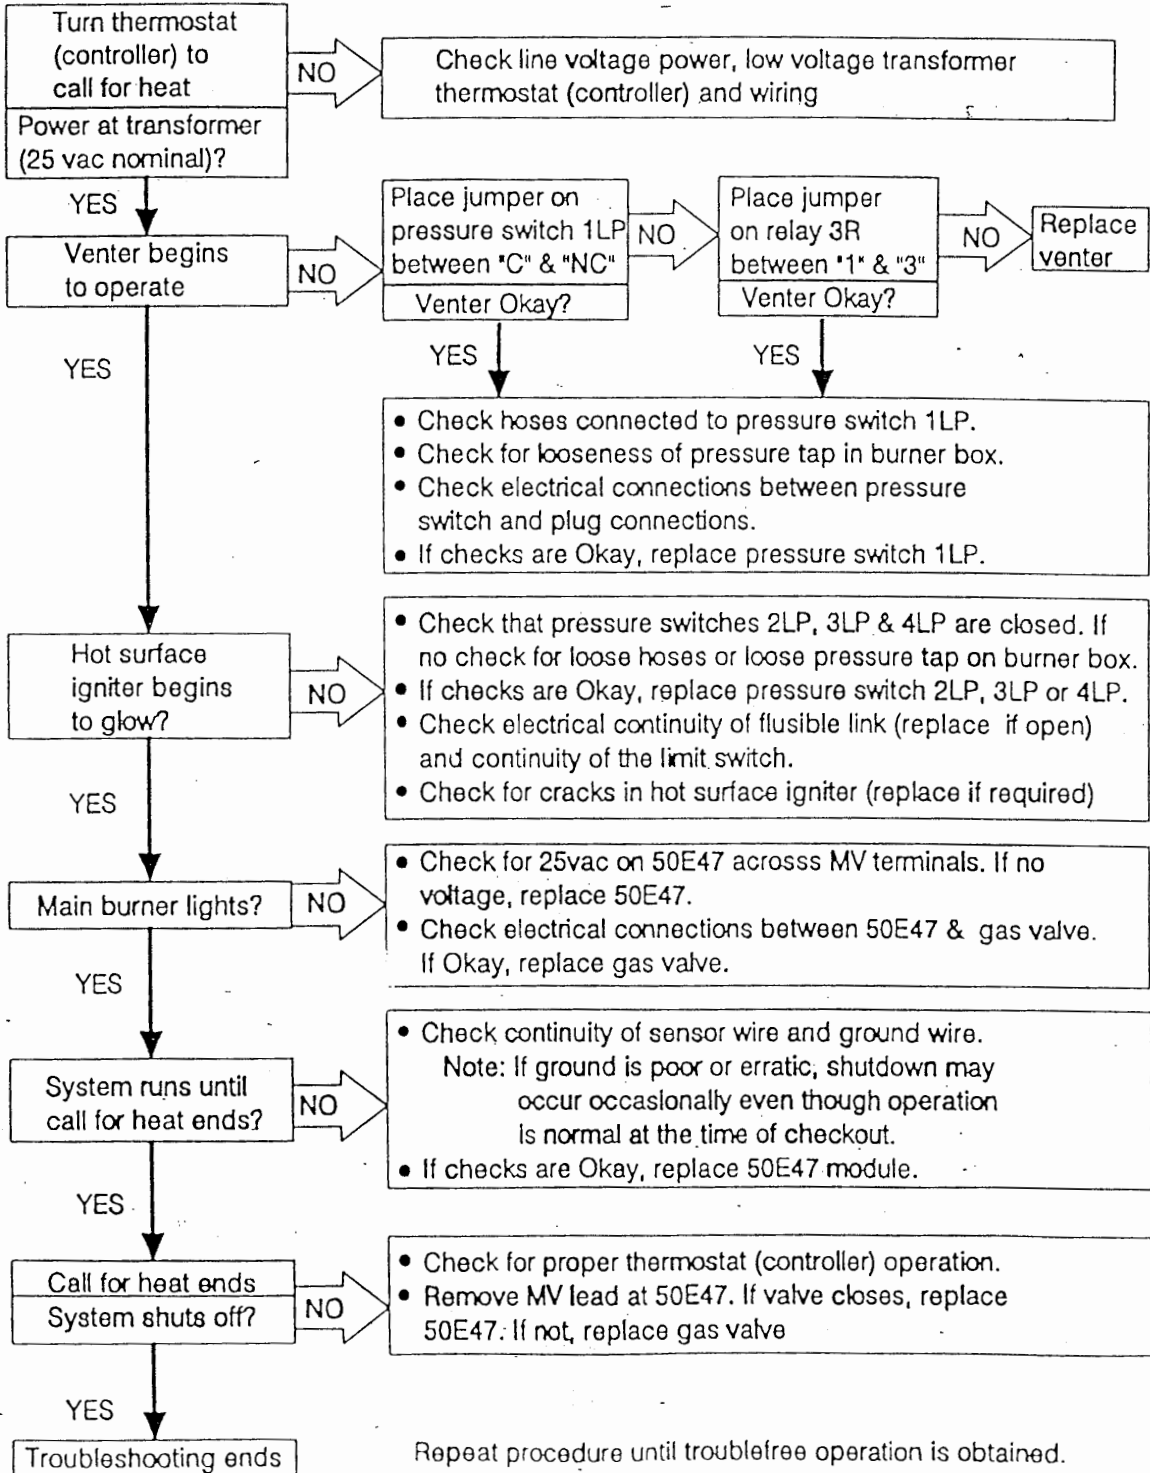 Turn thermostat
(controller) to
call for heat
Power at transformer
(25 vac nominal)?
NO
Check line voltage power, low voltage transformer
thermostat (controller) and wiring
YES
Venter begins
to operate
NO
Place jumper on
pressure switch 1LP
between "C" & "NC"
Venter Okay?
NO
Place jumper
on relay 3R
between "1" & "3"
Venter Okay?
NO
Replace
venter
YES
YES
YES
• Check hoses connected to pressure switch 1LP.
• Check for looseness of pressure tap in burner box.
• Check electrical connections between pressure
switch and plug connections.
• If checks are Okay, replace pressure switch 1LP.
Hot surface
igniter begins
to glow?
NO
• Check that pressure switches 2LP, 3LP & 4LP are closed. If
no check for loose hoses or loose pressure tap on burner box.
• If checks are Okay, replace pressure switch 2LP, 3LP or 4LP.
• Check electrical continuity of flusible link (replace if open)
and continuity of the limit switch.
• Check for cracks in hot surface igniter (replace if required)
YES
Main burner lights?
NO
• Check for 25vac on 50E47 acrosss MV terminals. If no
voltage, replace 50E47.
• Check electrical connections between 50E47 & gas valve.
If Okay, replace gas valve.
YES
System runs until
call for heat ends?
NO
• Check continuity of sensor wire and ground wire.
Note: If ground is poor or erratic, shutdown may
occur occasionally even though operation
is normal at the time of checkout.
• If checks are Okay, replace 50E47 module.
YES
Call for heat ends
System shuts off?
NO
• Check for proper thermostat (controller) operation.
• Remove MV lead at 50E47. If valve closes, replace
50E47. If not, replace gas valve
YES
Troubleshooting ends
Repeat procedure until troublefree operation is obtained.